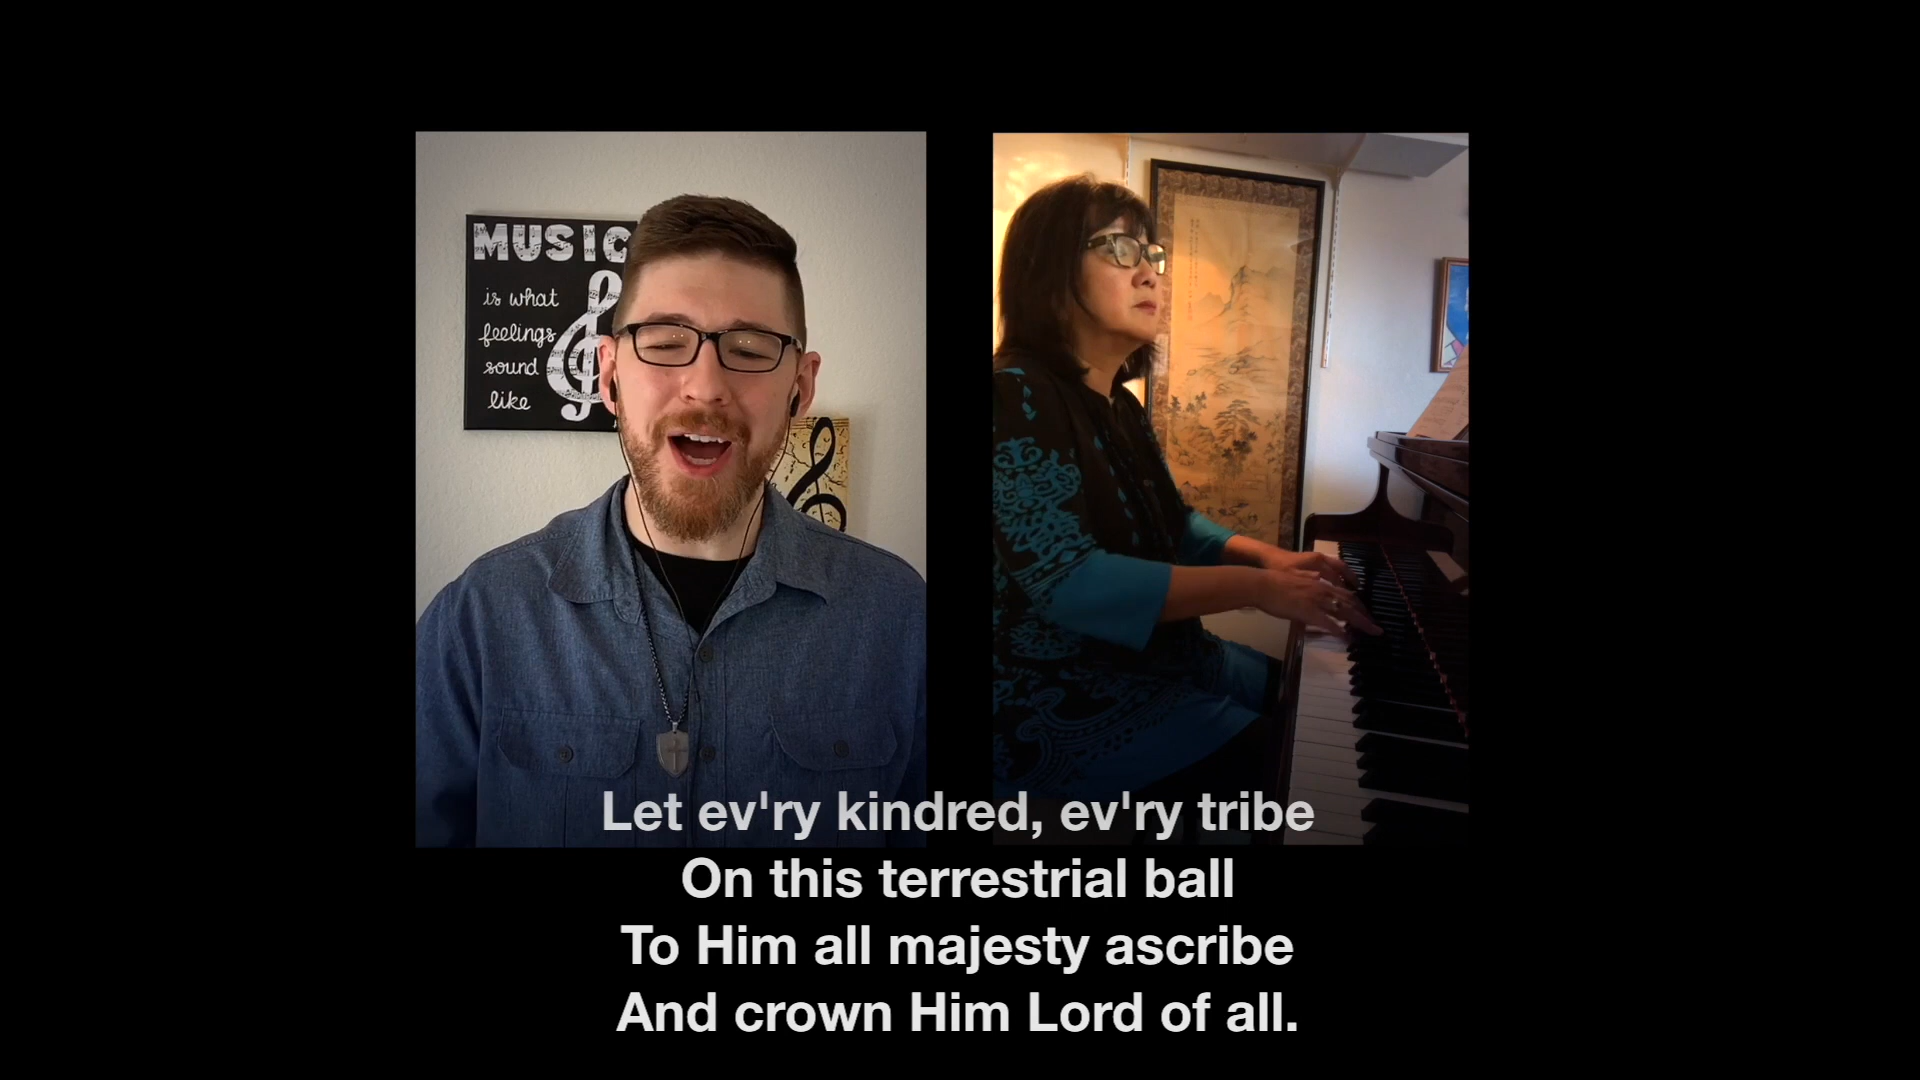 MUSIC
is what
feelings
sound
like
Let ev'ry kindred, ev'ry tribe
On this terrestrial ball
To Him all majesty ascribe
And crown Him Lord of all.